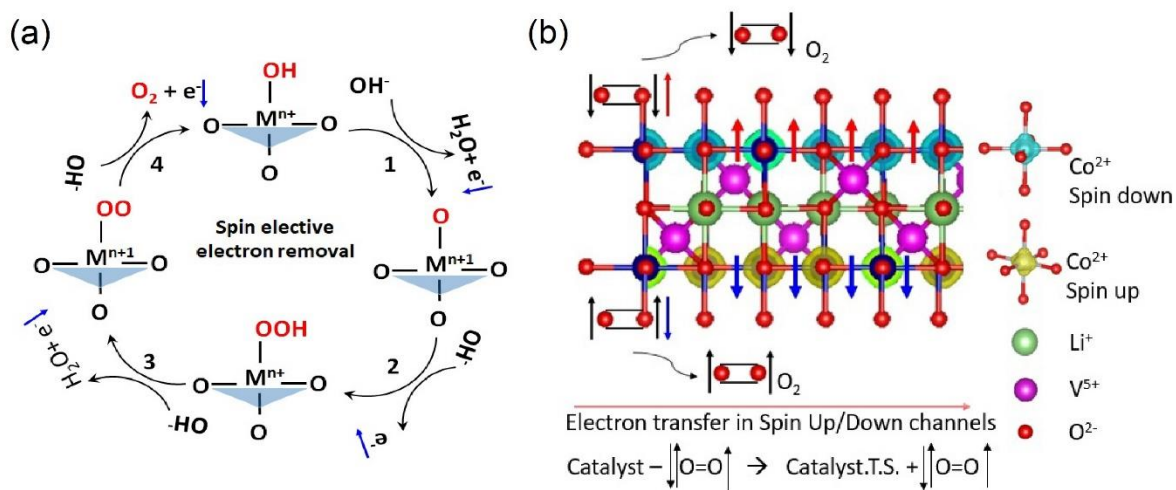 (a)
OH
O₂ + e⁻
Mⁿ⁺
OH⁻
O
O
O
H₂O+ e⁻
4
1
-HO
OO
Mⁿ⁺¹
O
O
O
Spin elective
electron removal
O
Mⁿ⁺¹
O
O
O
H₂O+ e⁻
3
-HO
OOH
Mⁿ⁺
O
O
O
2
-HO
e⁻
(b)
O₂
O₂
Co²⁺
Spin down
Co²⁺
Spin up
Li⁺
V⁵⁺
O²⁻
Electron transfer in Spin Up/Down channels
Catalyst – O=O → Catalyst.T.S. + O=O